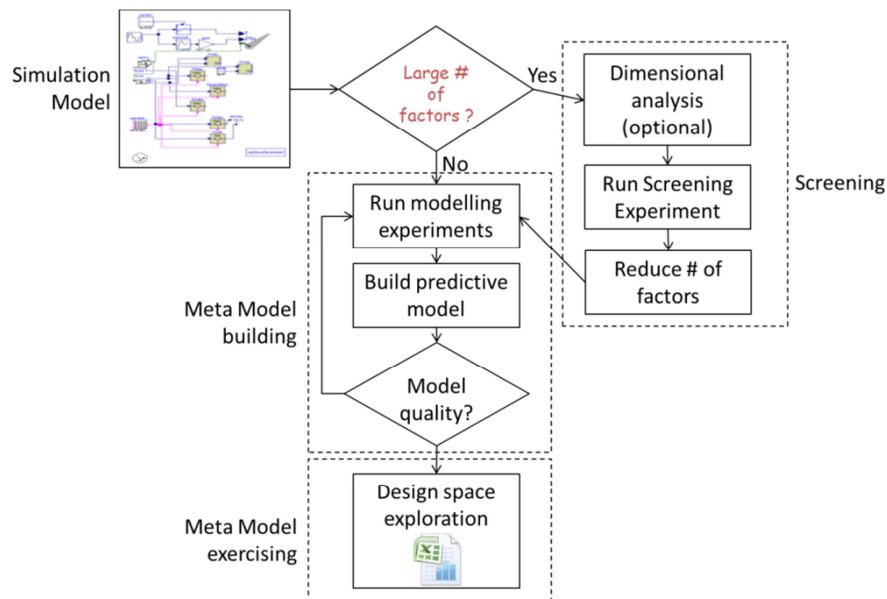 Simulation
Model
Large #
of
factors ?
Yes
No
Dimensional
analysis
(optional)
Run Screening
Experiment
Reduce # of
factors
Screening
Run modelling
experiments
Build predictive
model
Model
quality?
Meta Model
building
Design space
exploration
Meta Model
exercising